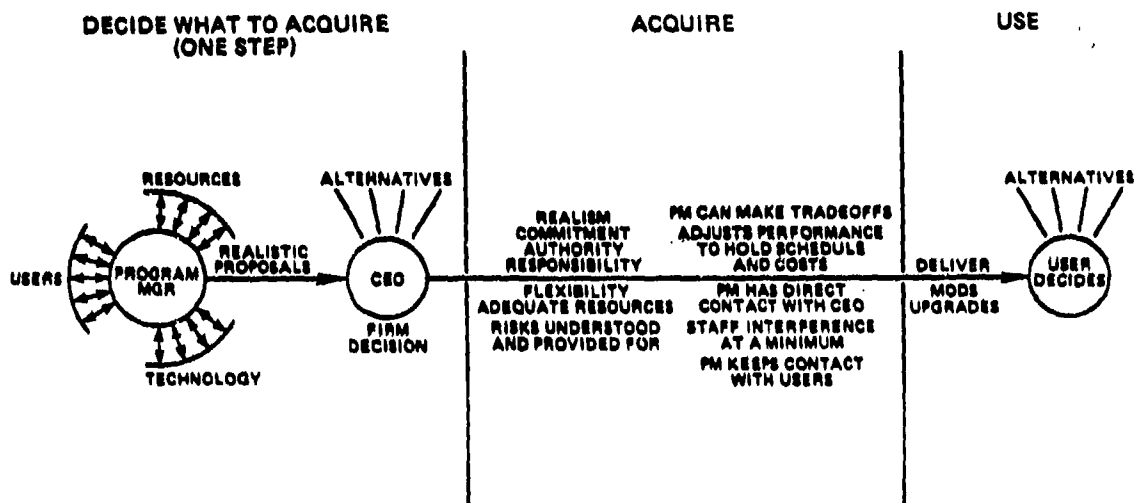 DECIDE WHAT TO ACQUIRE
(ONE STEP)
ACQUIRE
USE
RESOURCES
USERS
PROGRAM
MGR
TECHNOLOGY
REALISTIC
PROPOSALS
ALTERNATIVES
CEO
FIRM
DECISION
REALISM
COMMITMENT
AUTHORITY
RESPONSIBILITY
FLEXIBILITY
ADEQUATE RESOURCES
RISKS UNDERSTOOD
AND PROVIDED FOR
PM CAN MAKE TRADEOFFS
ADJUSTS PERFORMANCE
TO HOLD SCHEDULE
AND COSTS
PM HAS DIRECT
CONTACT WITH CEO
STAFF INTERFERENCE
AT A MINIMUM
PM KEEPS CONTACT
WITH USERS
DELIVER
MODS
UPGRADES
ALTERNATIVES
USER
DECIDES